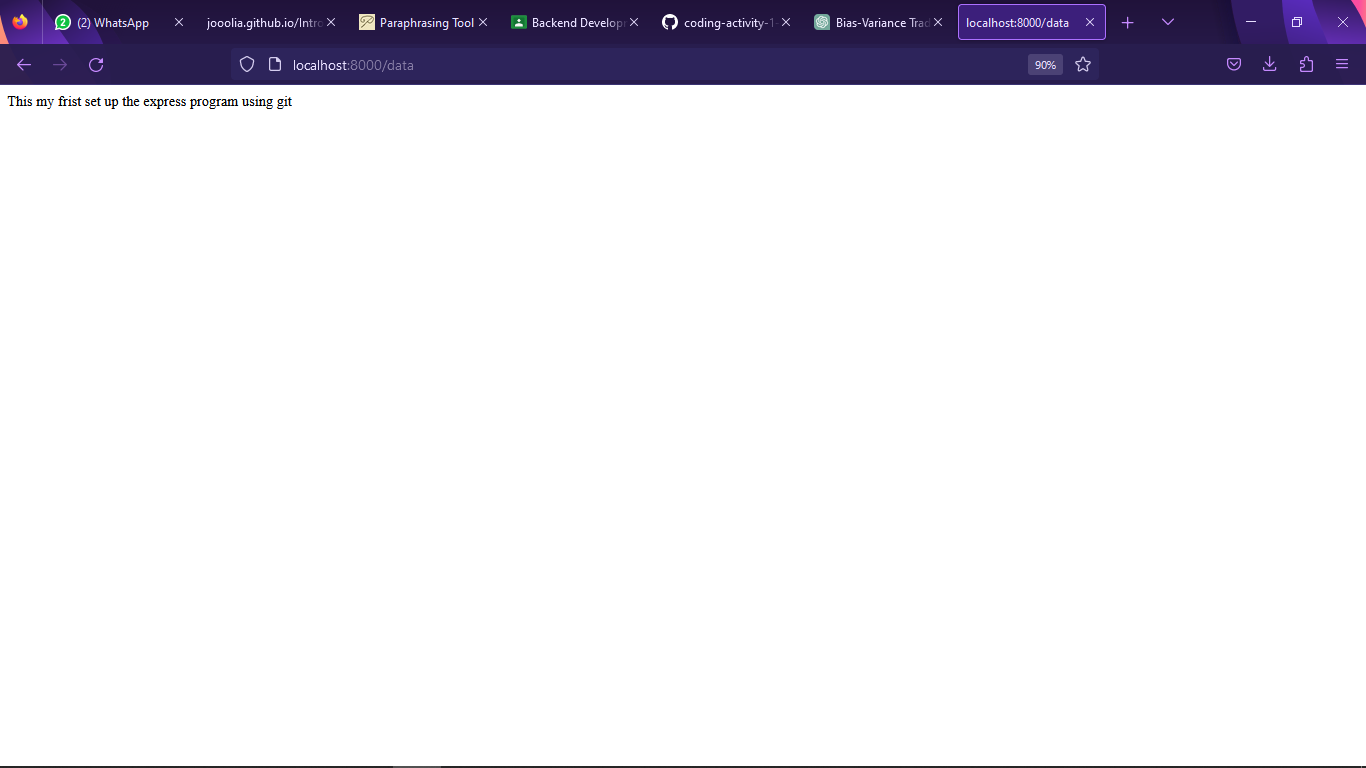 2 (2) WhatsApp
jooolia.github.io/Intro
Paraphrasing Tool
Backend Develop
coding-activity-1
Bias-Variance Trad
localhost:8000/data
localhost:8000/data
90%
This my frist set up the express program using git